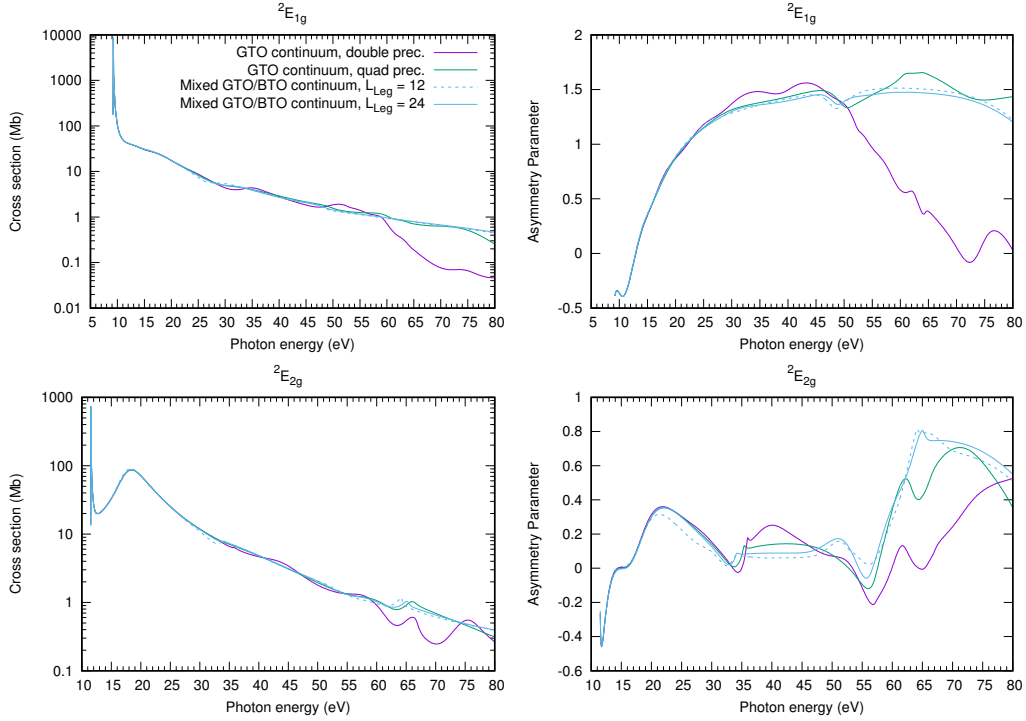 ²E₁g
10000
1000
100
10
1
0.1
0.01
Cross section (Mb)
GTO continuum, double prec.
GTO continuum, quad prec.
Mixed GTO/BTO continuum, L_Leg = 12
Mixed GTO/BTO continuum, L_Leg = 24
5 10 15 20 25 30 35 40 45 50 55 60 65 70 75 80
Photon energy (eV)
²E₁g
2
1.5
1
0.5
0
-0.5
Asymmetry Parameter
5 10 15 20 25 30 35 40 45 50 55 60 65 70 75 80
Photon energy (eV)
²E₂g
1000
100
10
1
0.1
Cross section (Mb)
10 15 20 25 30 35 40 45 50 55 60 65 70 75 80
Photon energy (eV)
²E₂g
1
0.8
0.6
0.4
0.2
0
-0.2
-0.4
-0.6
Asymmetry Parameter
10 15 20 25 30 35 40 45 50 55 60 65 70 75 80
Photon energy (eV)